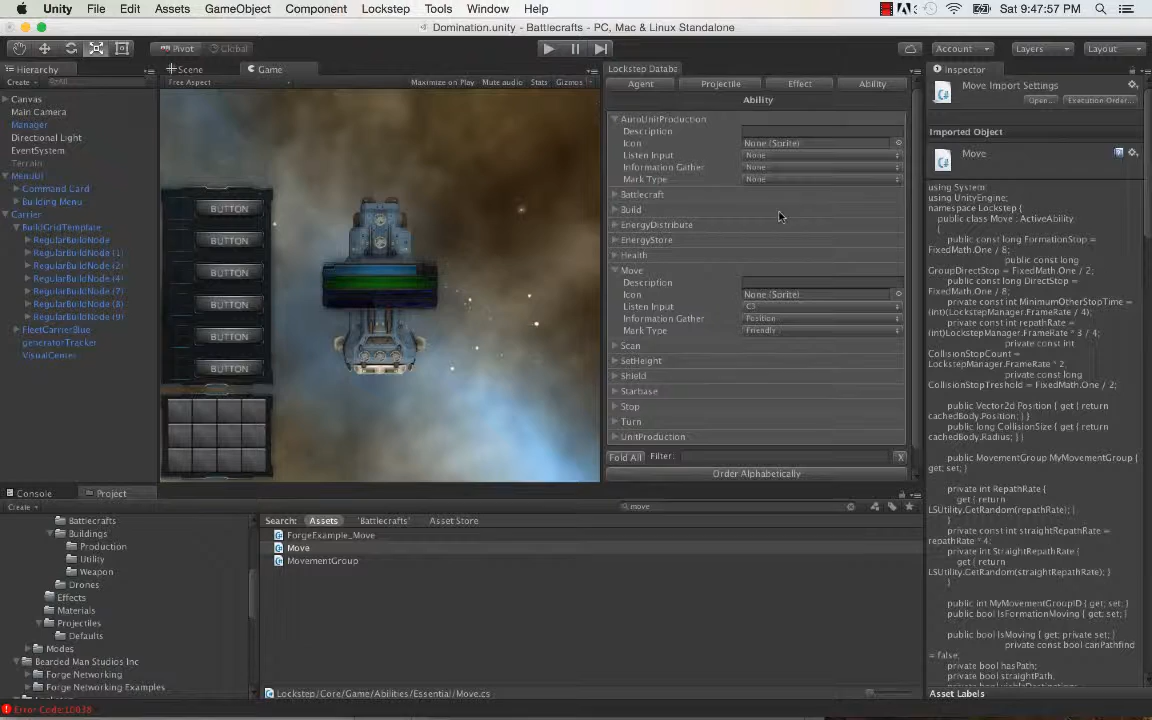 Unity File Edit Assets GameObject Component Lockstep Tools Window Help Sat 9:47:57 PM
Domination.unity - Battlecrafts - PC, Mac & Linux Standalone
Pivot Global Account Layers Layout
Hierarchy Scene Game Lockstep Databa Inspector
Create All Free Aspect Maximize on Play Mute audio Stats Gizmos
Agent Projectile Effect Ability
Ability
Canvas
Main Camera
Manager
Directional Light
EventSystem
Terrain
MenuUI
Command Card
Building Menu
Carrier
BuildGridTemplate
RegularBuildNode
RegularBuildNode (1)
RegularBuildNode (2)
RegularBuildNode (4)
RegularBuildNode (7)
RegularBuildNode (8)
RegularBuildNode (9)
FleetCarrierBlue
generatorTracker
VisualCenter
BUTTON
BUTTON
BUTTON
BUTTON
BUTTON
BUTTON
AutoUnitProduction
Description
Icon None (Sprite)
Listen Input None
Information Gather None
Mark Type None
Battlecraft
Build
EnergyDistribute
EnergyStore
Health
Move
Description
Icon None (Sprite)
Listen Input C3
Information Gather Position
Mark Type Friendly
Scan
SetHeight
Shield
Starbase
Stop
Turn
UnitProduction
Fold All Filter: X
Order Alphabetically
Move Import Settings
Open... Execution Order...
Imported Object
Move
using System;
using UnityEngine;
namespace Lockstep {
public class Move : ActiveAbility
{
public const long FormationStop =
FixedMath.One / 8;
public const long
GroupDirectStop = FixedMath.One / 2;
public const long DirectStop =
FixedMath.One / 8;
private const int MinimumOtherStopTime =
(int)(LockstepManager.FrameRate / 4);
private const int repathRate =
(int)LockstepManager.FrameRate * 3 / 4;
private const int
CollisionStopCount =
LockstepManager.FrameRate * 2;
private const long
CollisionStopTreshold = FixedMath.One / 2;
public Vector2d Position { get { return
cachedBody.Position; } }
public long CollisionSize { get { return
cachedBody.Radius; } }
public MovementGroup MyMovementGroup {
get; set; }
private int RepathRate {
get { return
LSUtility.GetRandom(repathRate); }
}
private const int straightRepathRate =
repathRate * 4;
private int StraightRepathRate {
get { return
LSUtility.GetRandom(straightRepathRate); }
}
public int MyMovementGroupID { get; set; }
public bool IsFormationMoving { get; set; }
public bool IsMoving { get; private set; }
private const bool canPathfind
= false;
private bool hasPath;
private bool straightPath;
Asset Labels
Console Project
Create move
Battlecrafts
Buildings
Production
Utility
Weapon
Drones
Effects
Materials
Projectiles
Defaults
Modes
Bearded Man Studios Inc
Forge Networking
Forge Networking Examples
Search: Assets 'Battlecrafts' Asset Store
ForgeExample_Move
Move
MovementGroup
Lockstep/Core/Game/Abilities/Essential/Move.cs
Error Code:10038